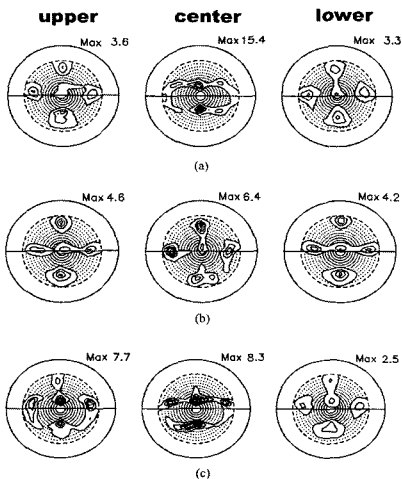 upper center lower
Max 3.6 Max 15.4 Max 3.3
(a)
Max 4.6 Max 6.4 Max 4.2
(b)
Max 7.7 Max 8.3 Max 2.5
(c)